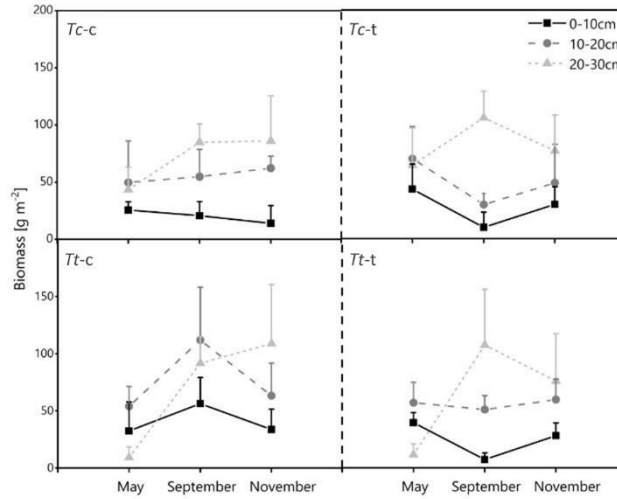 200
Tc-c
Tc-t
0-10cm
10-20cm
20-30cm
150
100
50
0
Biomass [g m-2]
Tt-c
Tt-t
150
100
50
0
May September November May September November